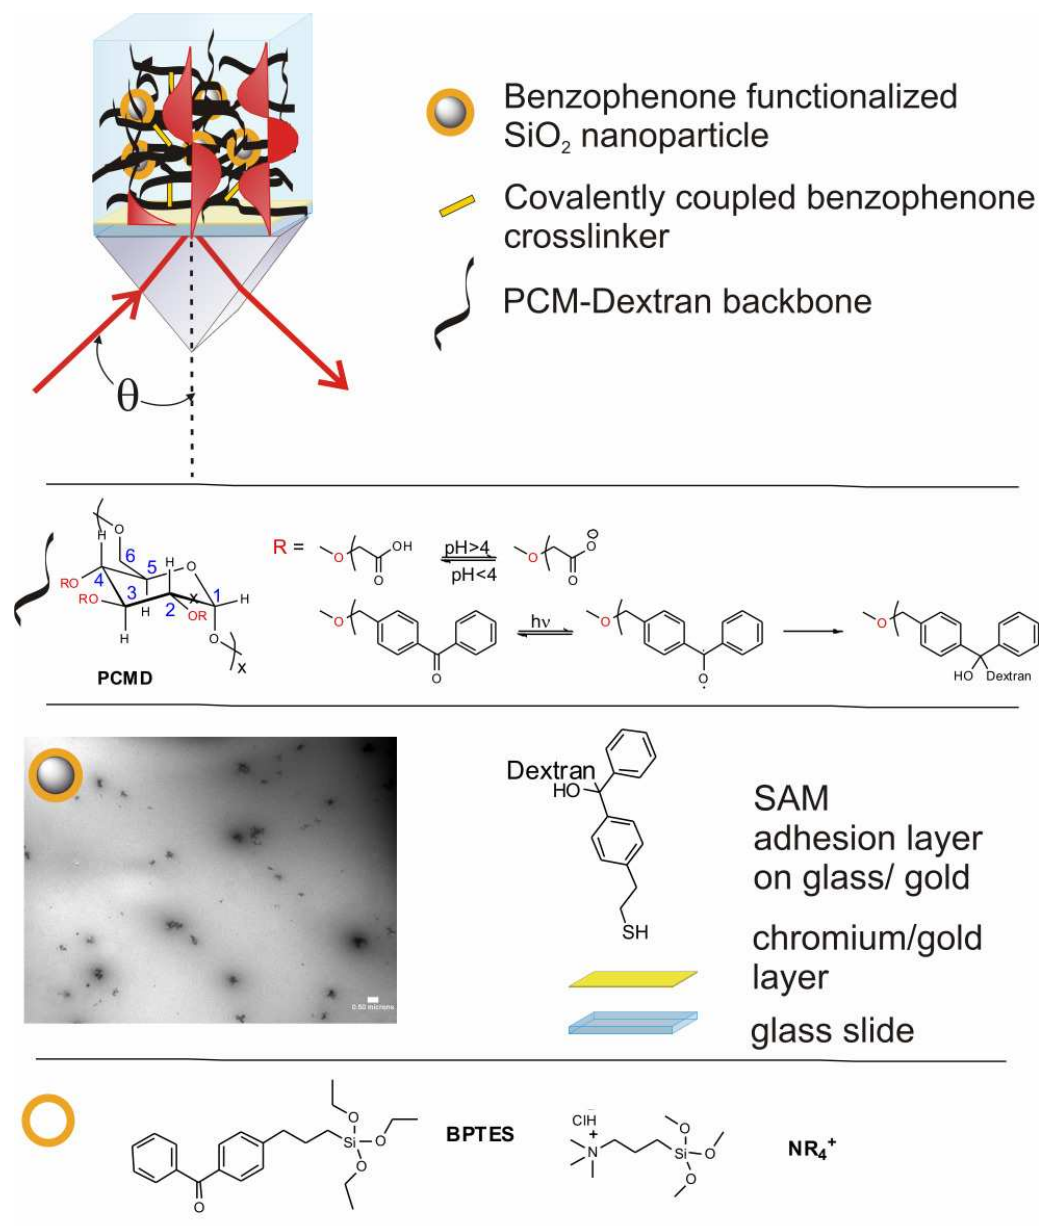 Benzophenone functionalized
SiO₂ nanoparticle
Covalently coupled benzophenone
crosslinker
PCM-Dextran backbone
θ
R =
O
OH
O
pH>4
pH<4
O
O
O
H
O
6
5
H
O
4
RO
RO
3
H
2
x
OR
1
H
H
O
x
PCMD
O
O
hν
O
O
O
HO
Dextran
Dextran
HO
SH
SAM
adhesion layer
on glass/ gold
chromium/gold
layer
glass slide
0.50 microns
O
O
Si
O
O
BPTES
ClH
N
+
O
Si
O
O
NR₄⁺